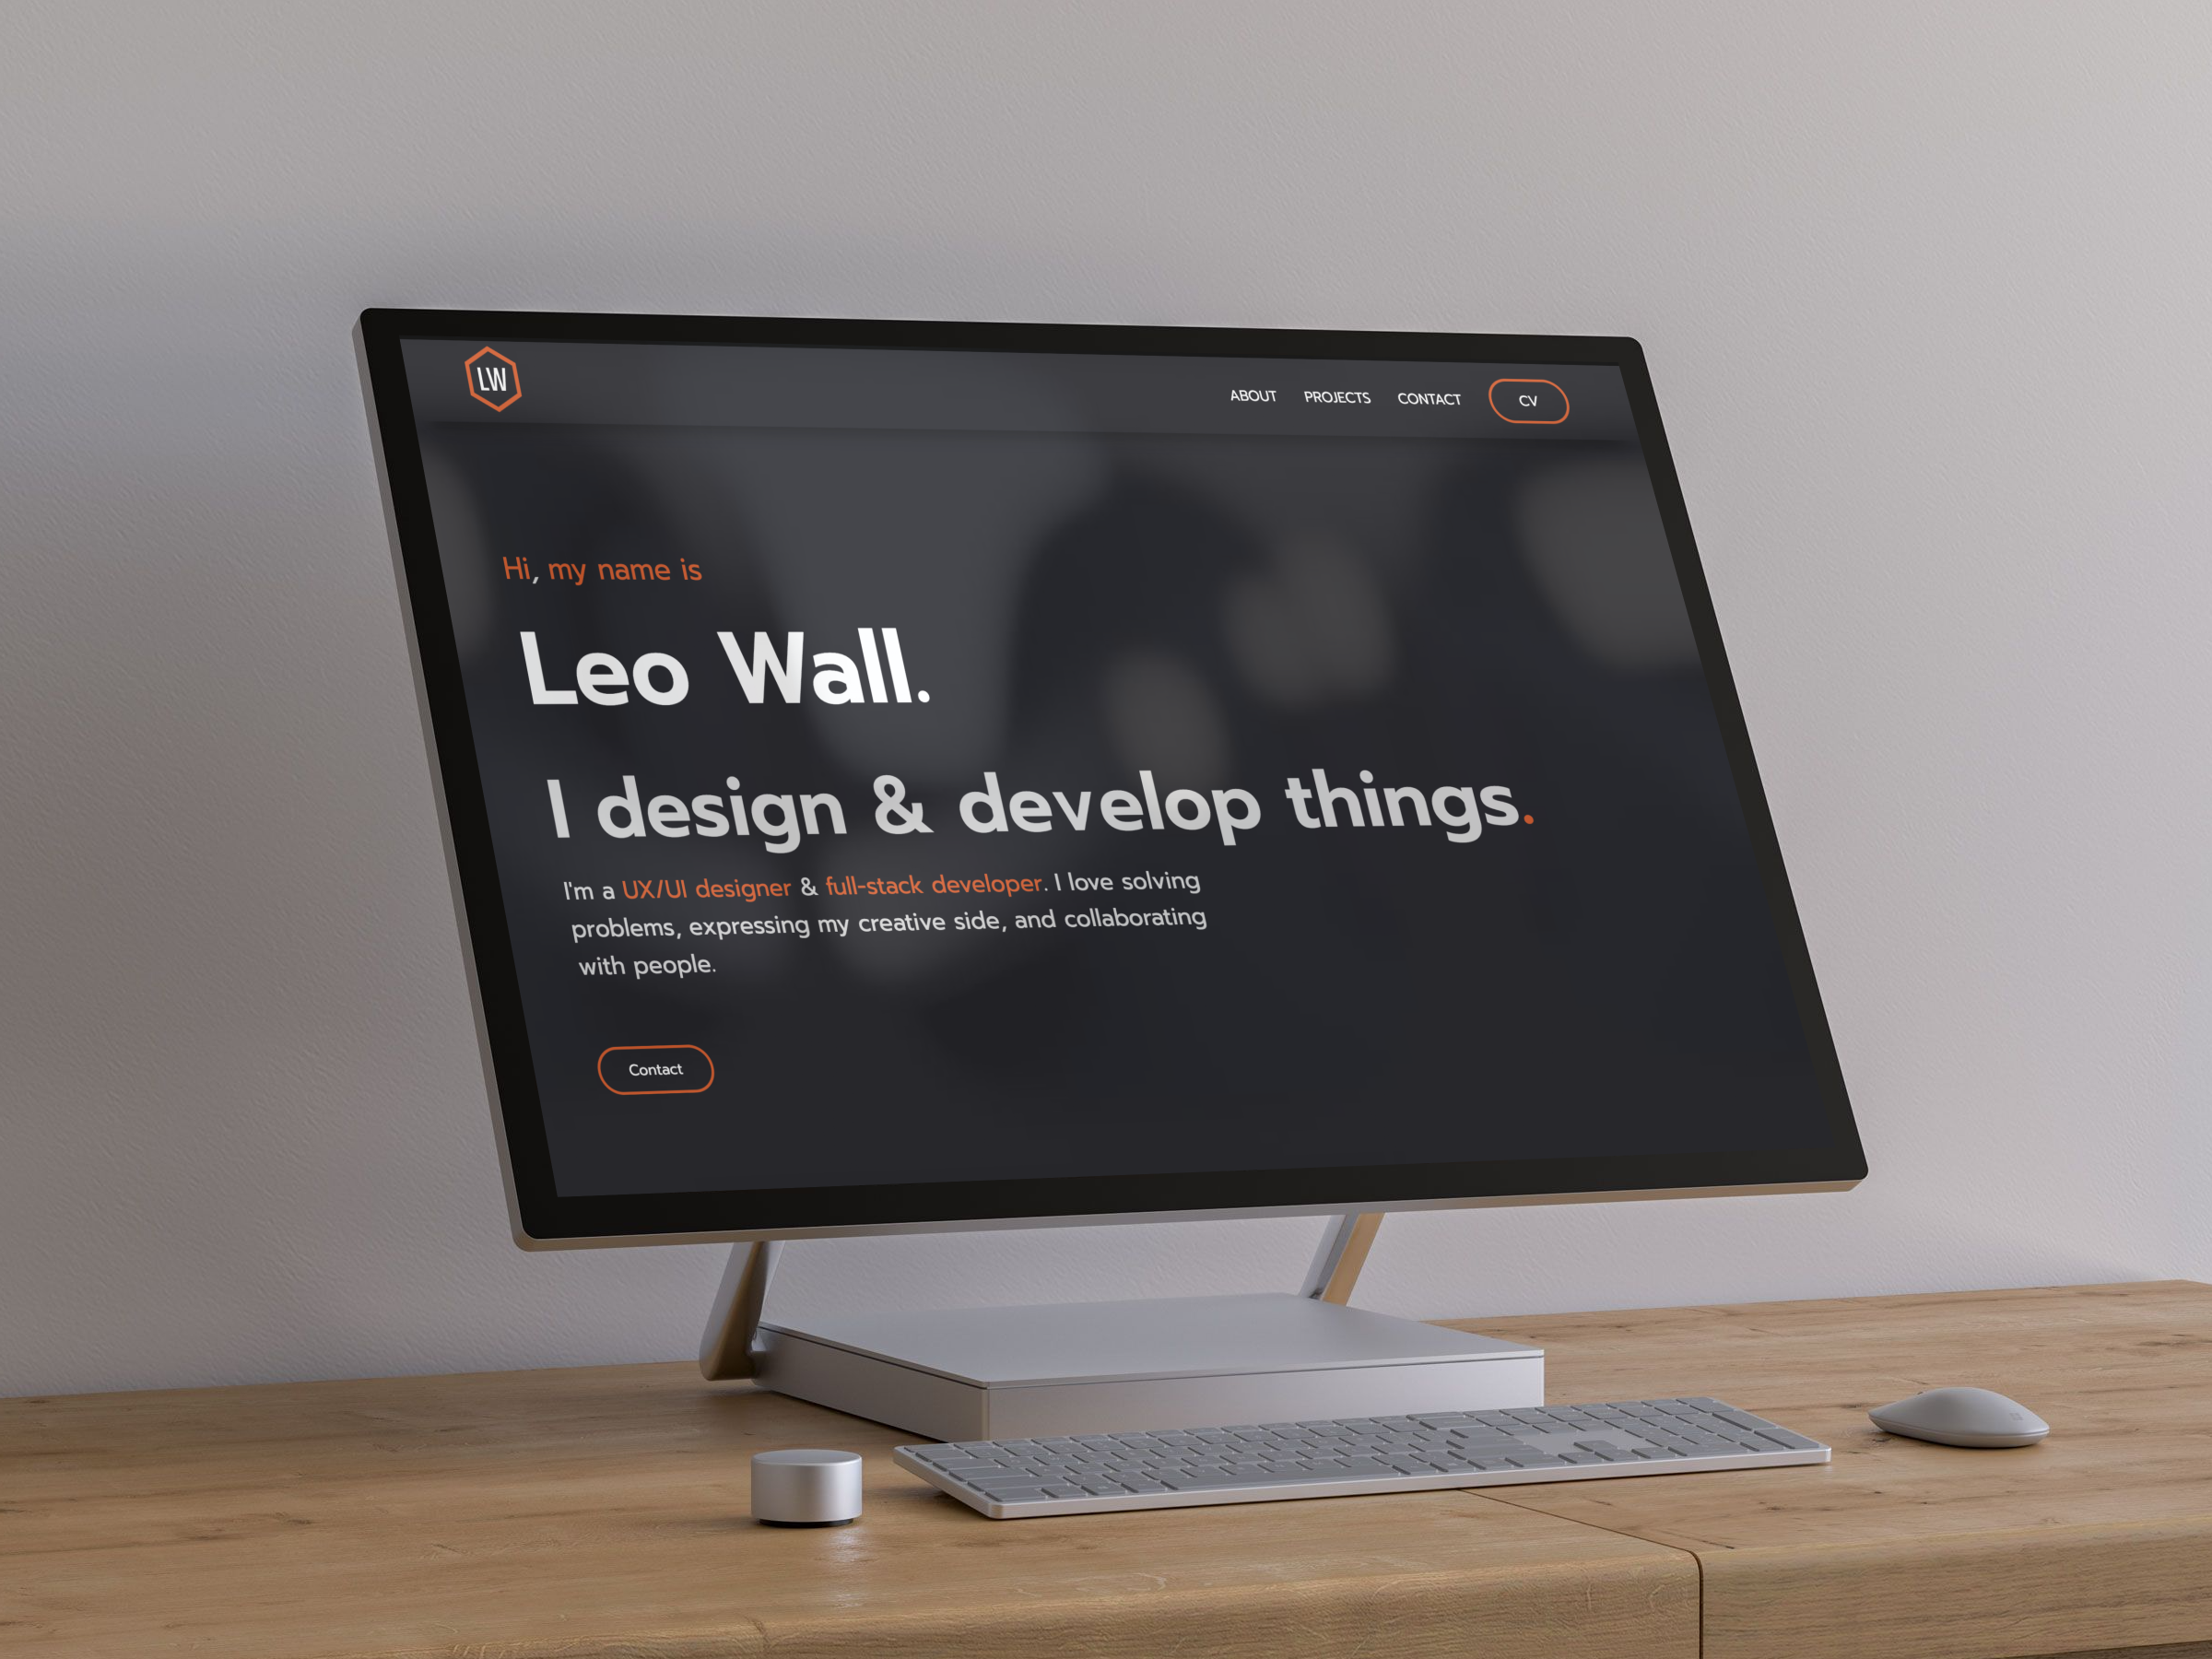 LW
ABOUT PROJECTS CONTACT CV
Hi, my name is
Leo Wall.
I design & develop things.
I'm a UX/UI designer & full-stack developer. I love solving
problems, expressing my creative side, and collaborating
with people.
Contact